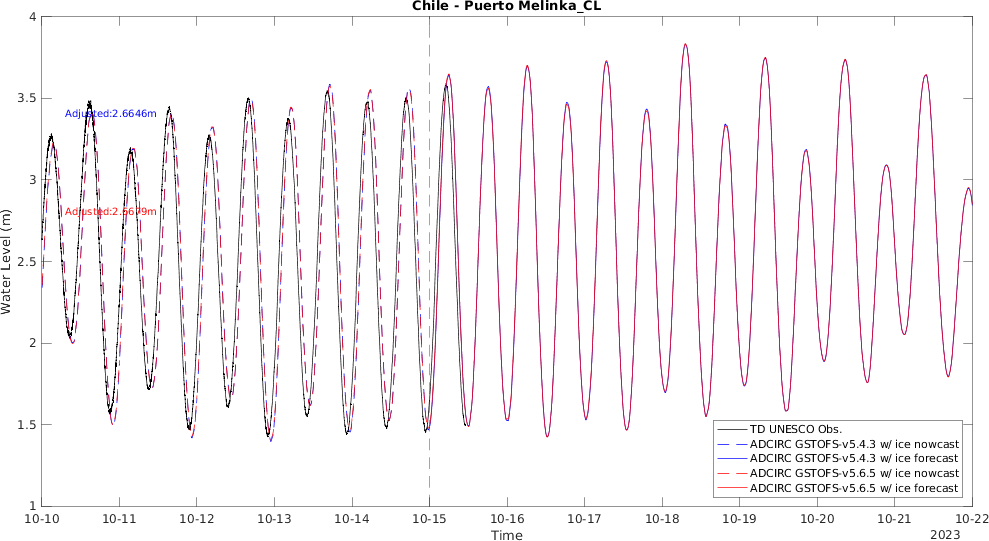 Chile - Puerto Melinka_CL
4
3.5
3
2.5
2
1.5
1
Water Level (m)
Adjusted:2.6646m
Adjusted:2.6679m
TD UNESCO Obs.
ADCIRC GSTOFS-v5.4.3 w/ ice nowcast
ADCIRC GSTOFS-v5.4.3 w/ ice forecast
ADCIRC GSTOFS-v5.6.5 w/ ice nowcast
ADCIRC GSTOFS-v5.6.5 w/ ice forecast
10-10 10-11 10-12 10-13 10-14 10-15 10-16 10-17 10-18 10-19 10-20 10-21 10-22
Time
2023